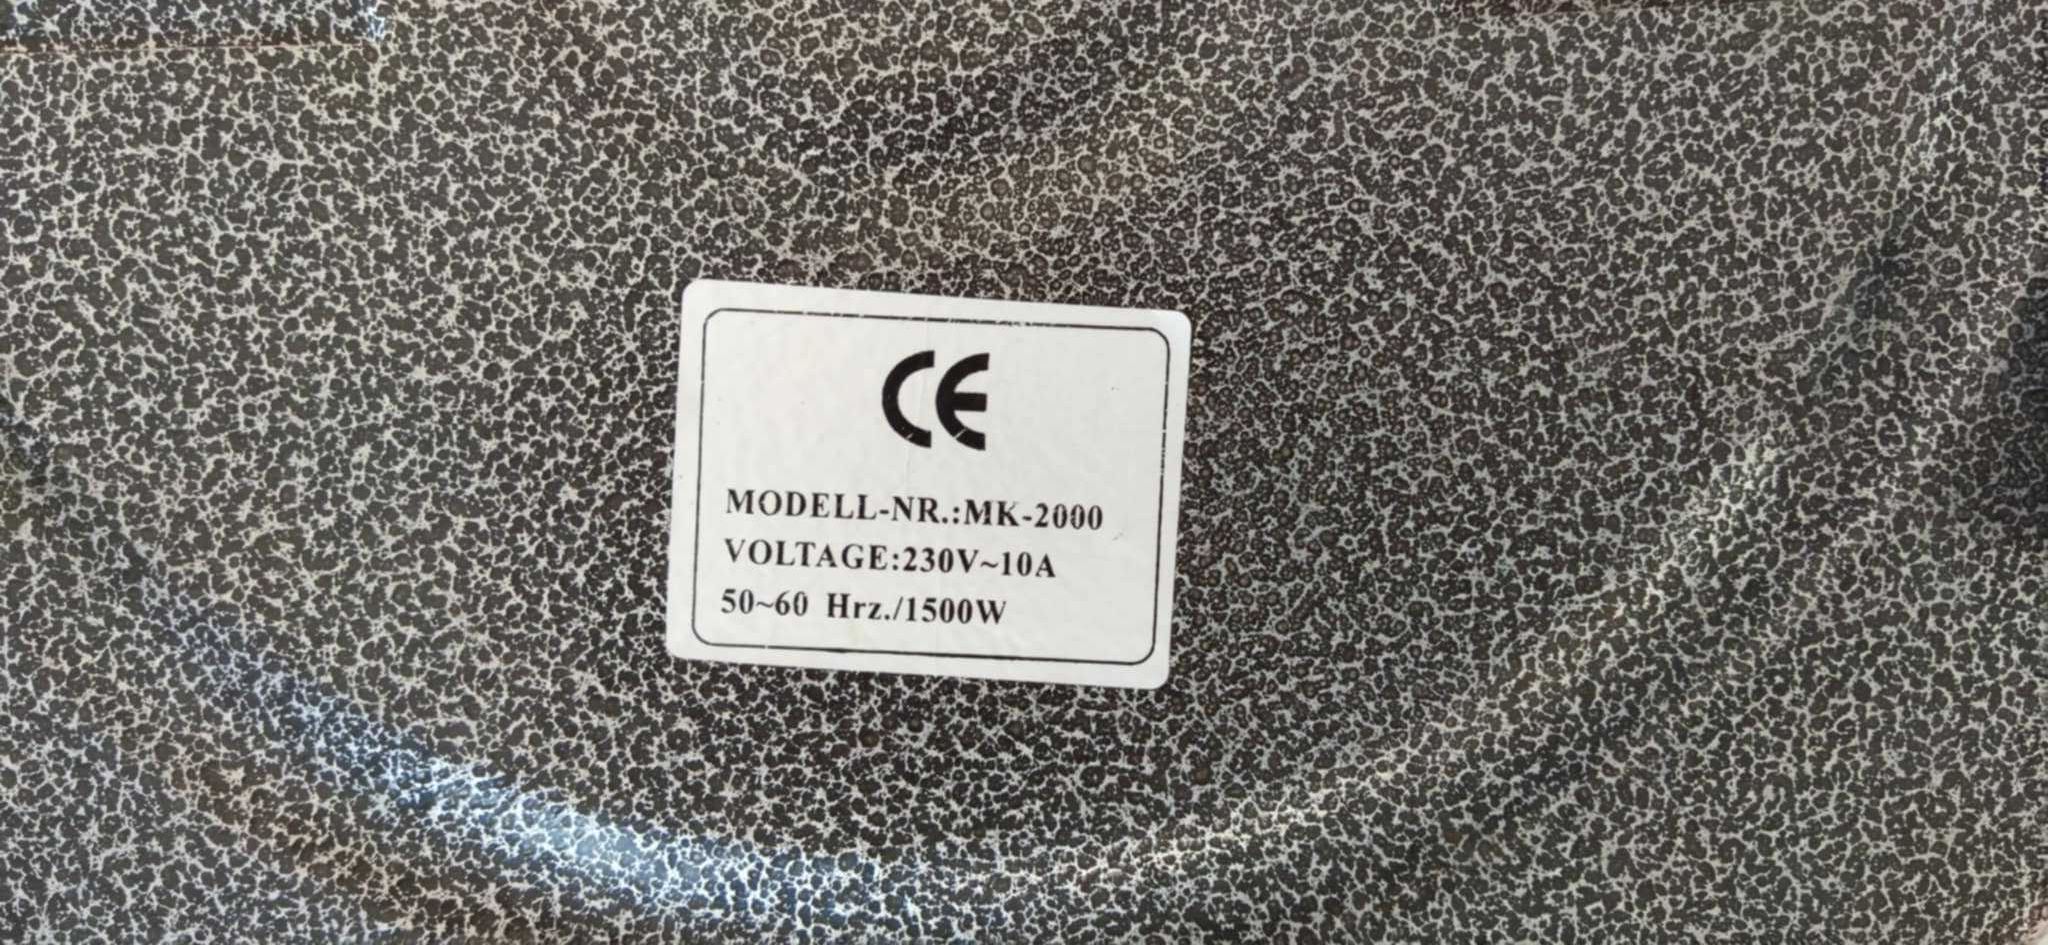 CE
MODELL-NR.:MK-2000
VOLTAGE:230V~10A
50~60 Hrz./1500W